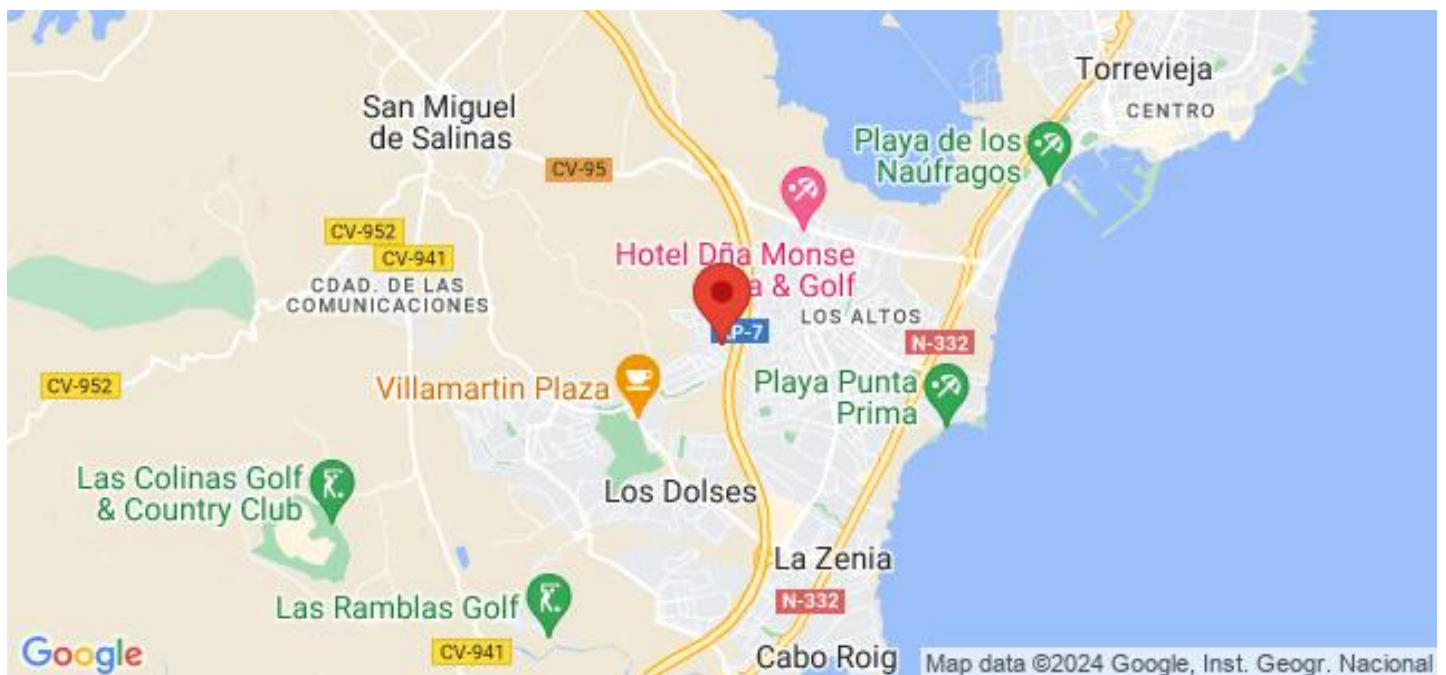 Torrevieja
CENTRO
San Miguel
de Salinas
Playa de los
Naúfragos
CV-95
CV-952
CV-941
Hotel Dña Monse
a & Golf
CDAD. DE LAS
COMUNICACIONES
LOS ALTOS
P-7
N-332
CV-952
Villamartin Plaza
Playa Punta
Prima
Las Colinas Golf
& Country Club
Los Dolses
La Zenia
Las Ramblas Golf
N-332
CV-941
Cabo Roig
Google
Map data ©2024 Google, Inst. Geogr. Nacional